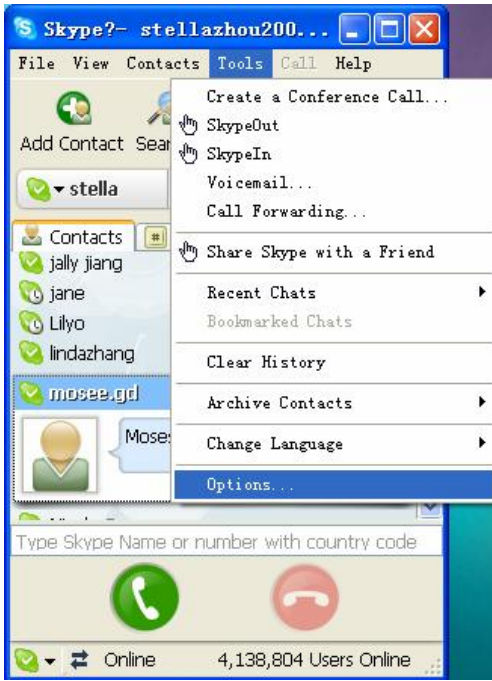 Skype?- stellazhou200...
File View Contacts Tools Call Help
Create a Conference Call...
SkypeOut
SkypeIn
Voicemail...
Call Forwarding...
Share Skype with a Friend
Recent Chats
Bookmarked Chats
Clear History
Archive Contacts
Change Language
Options...
Add Contact Sear
stella
Contacts
jally jiang
jane
Lilyo
lindazhang
mosee.gd
Mose
Type Skype Name or number with country code
Online 4,138,804 Users Online